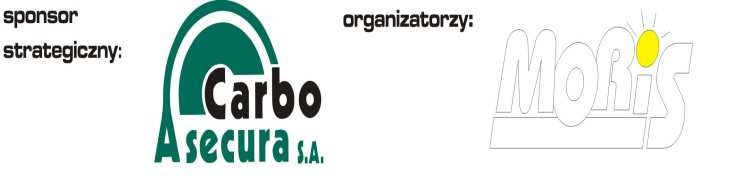 sponsor
strategiczny:
Carbo
Asecura S.A.
organizatorzy:
MORiS